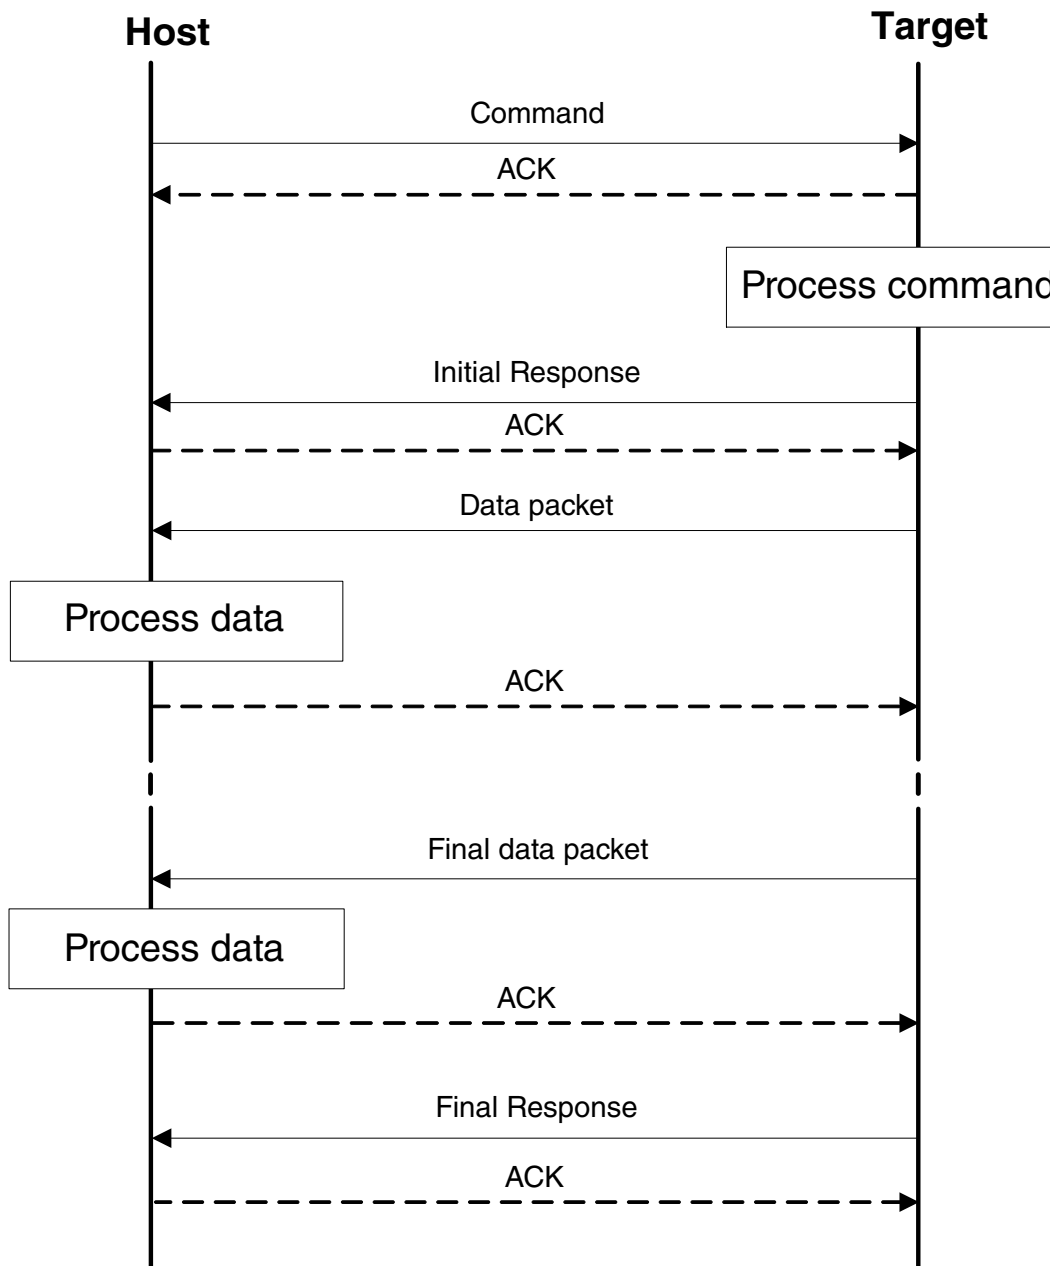 Host
Target
Command
ACK
Process command
Initial Response
ACK
Data packet
Process data
ACK
Final data packet
Process data
ACK
Final Response
ACK